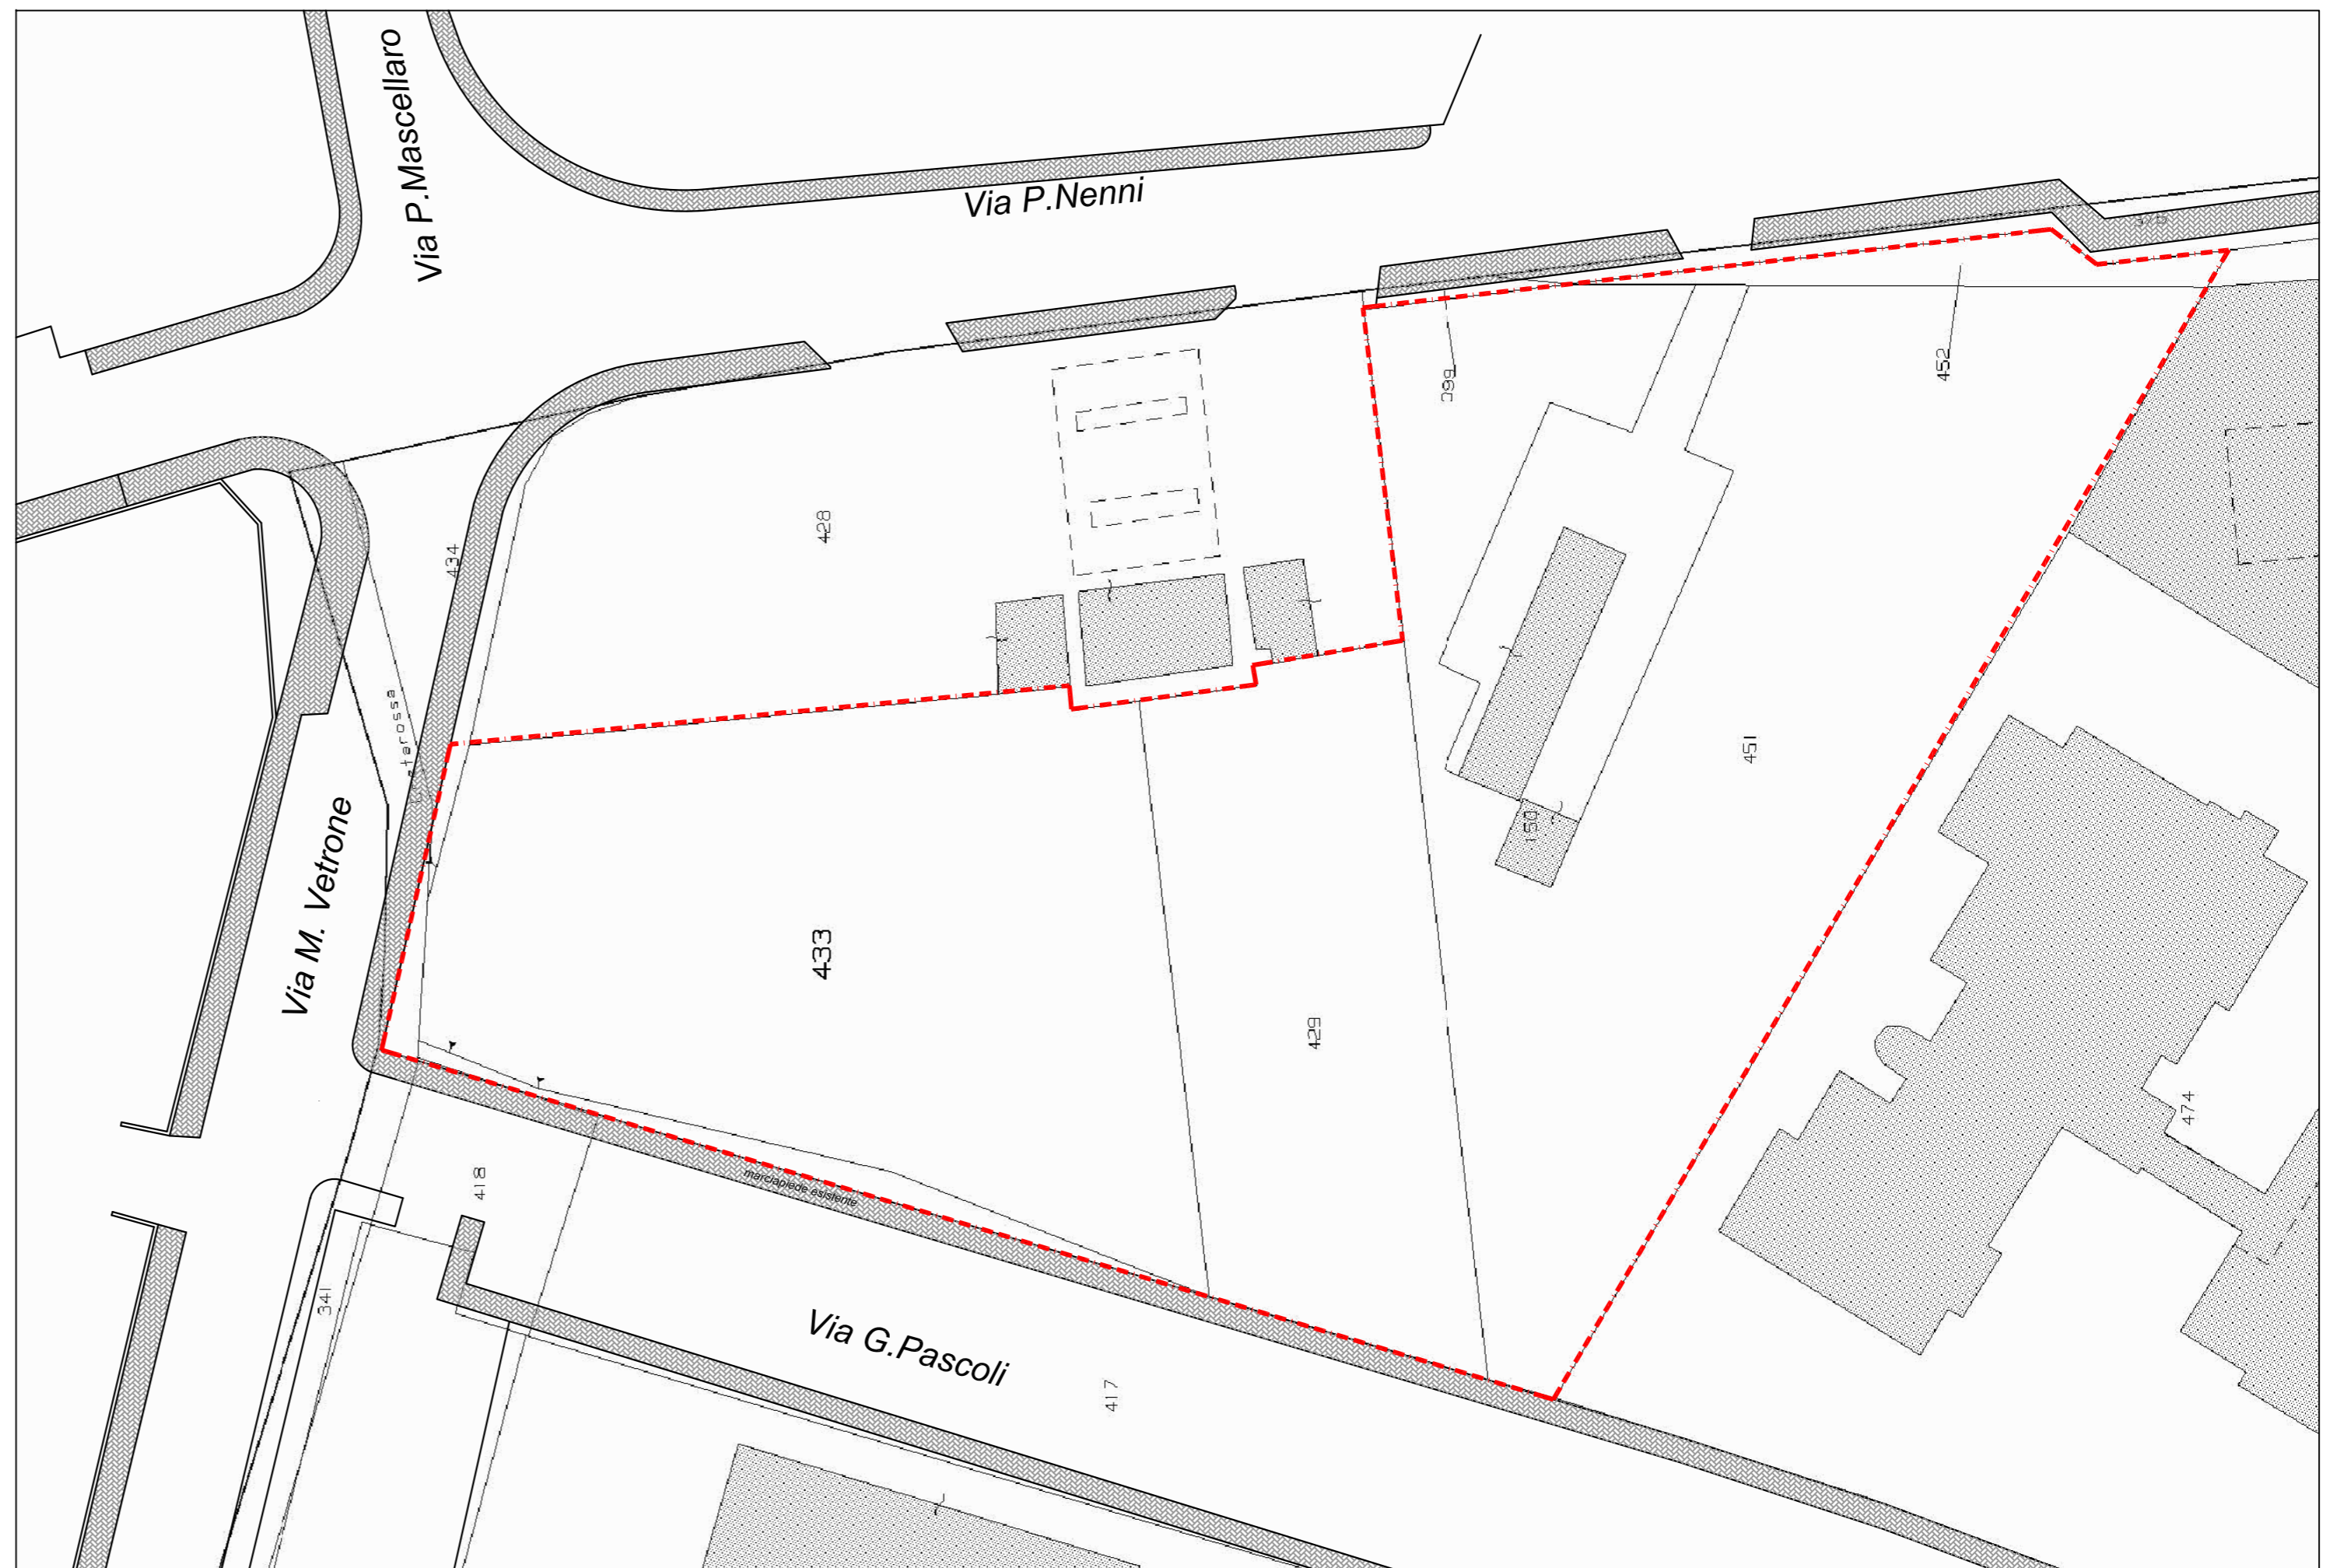 Via P.Mascellaro
Via P.Nenni
399
452
428
434
451
150
Via M. Vetrone
433
429
474
418
marciapiede esistente
341
Via G.Pascoli
417